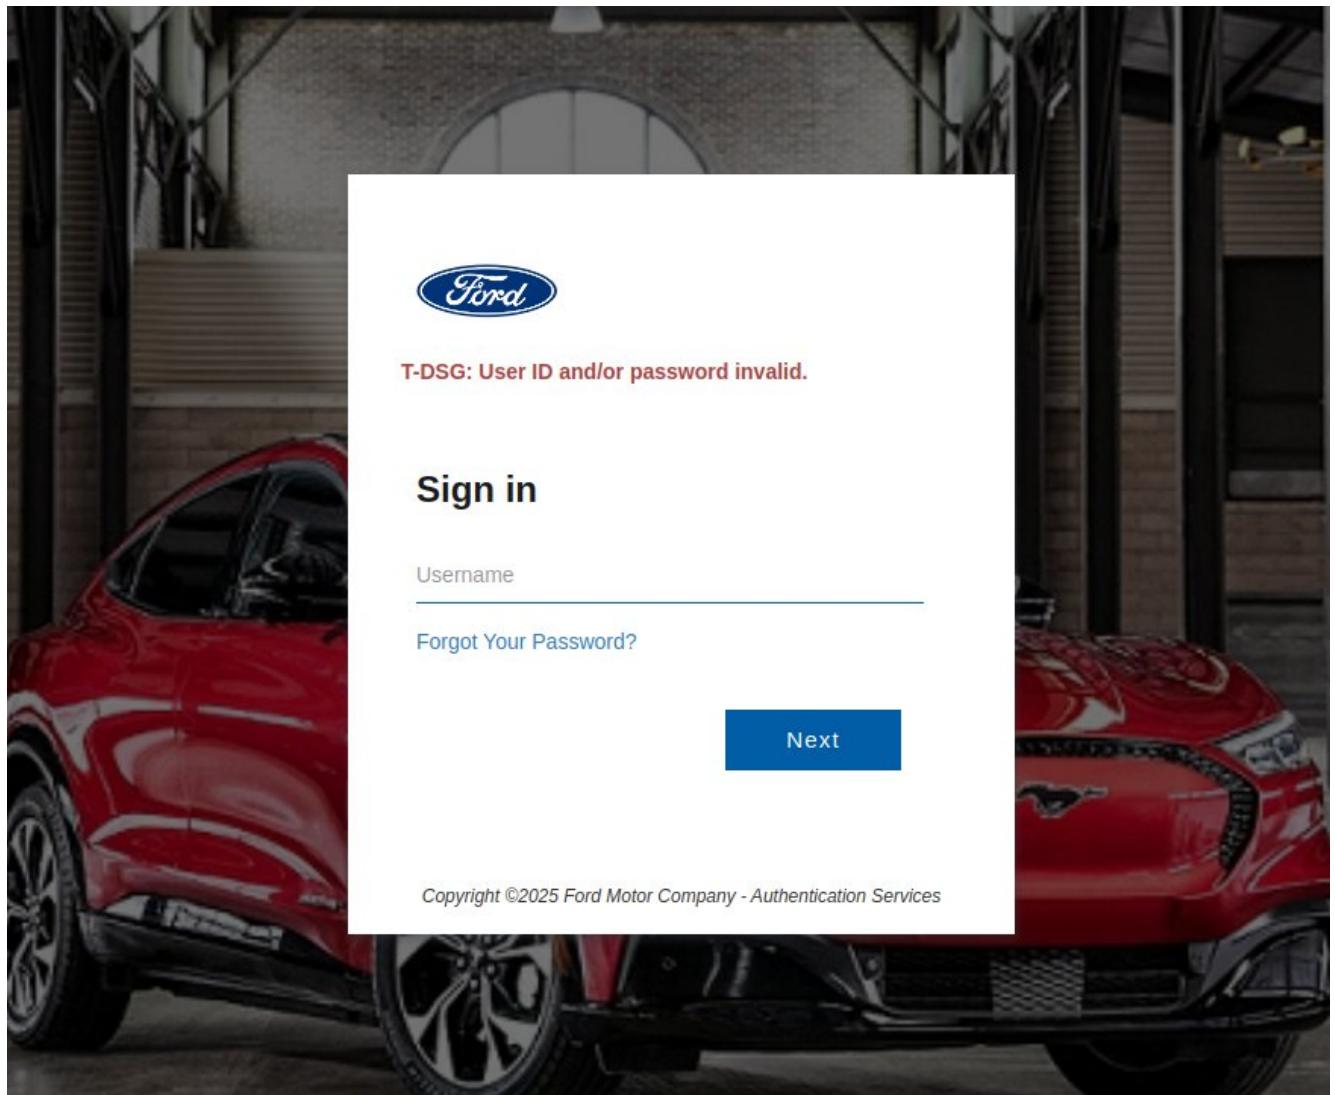 Ford
T-DSG: User ID and/or password invalid.
Sign in
Username
Forgot Your Password?
Next
Copyright ©2025 Ford Motor Company - Authentication Services